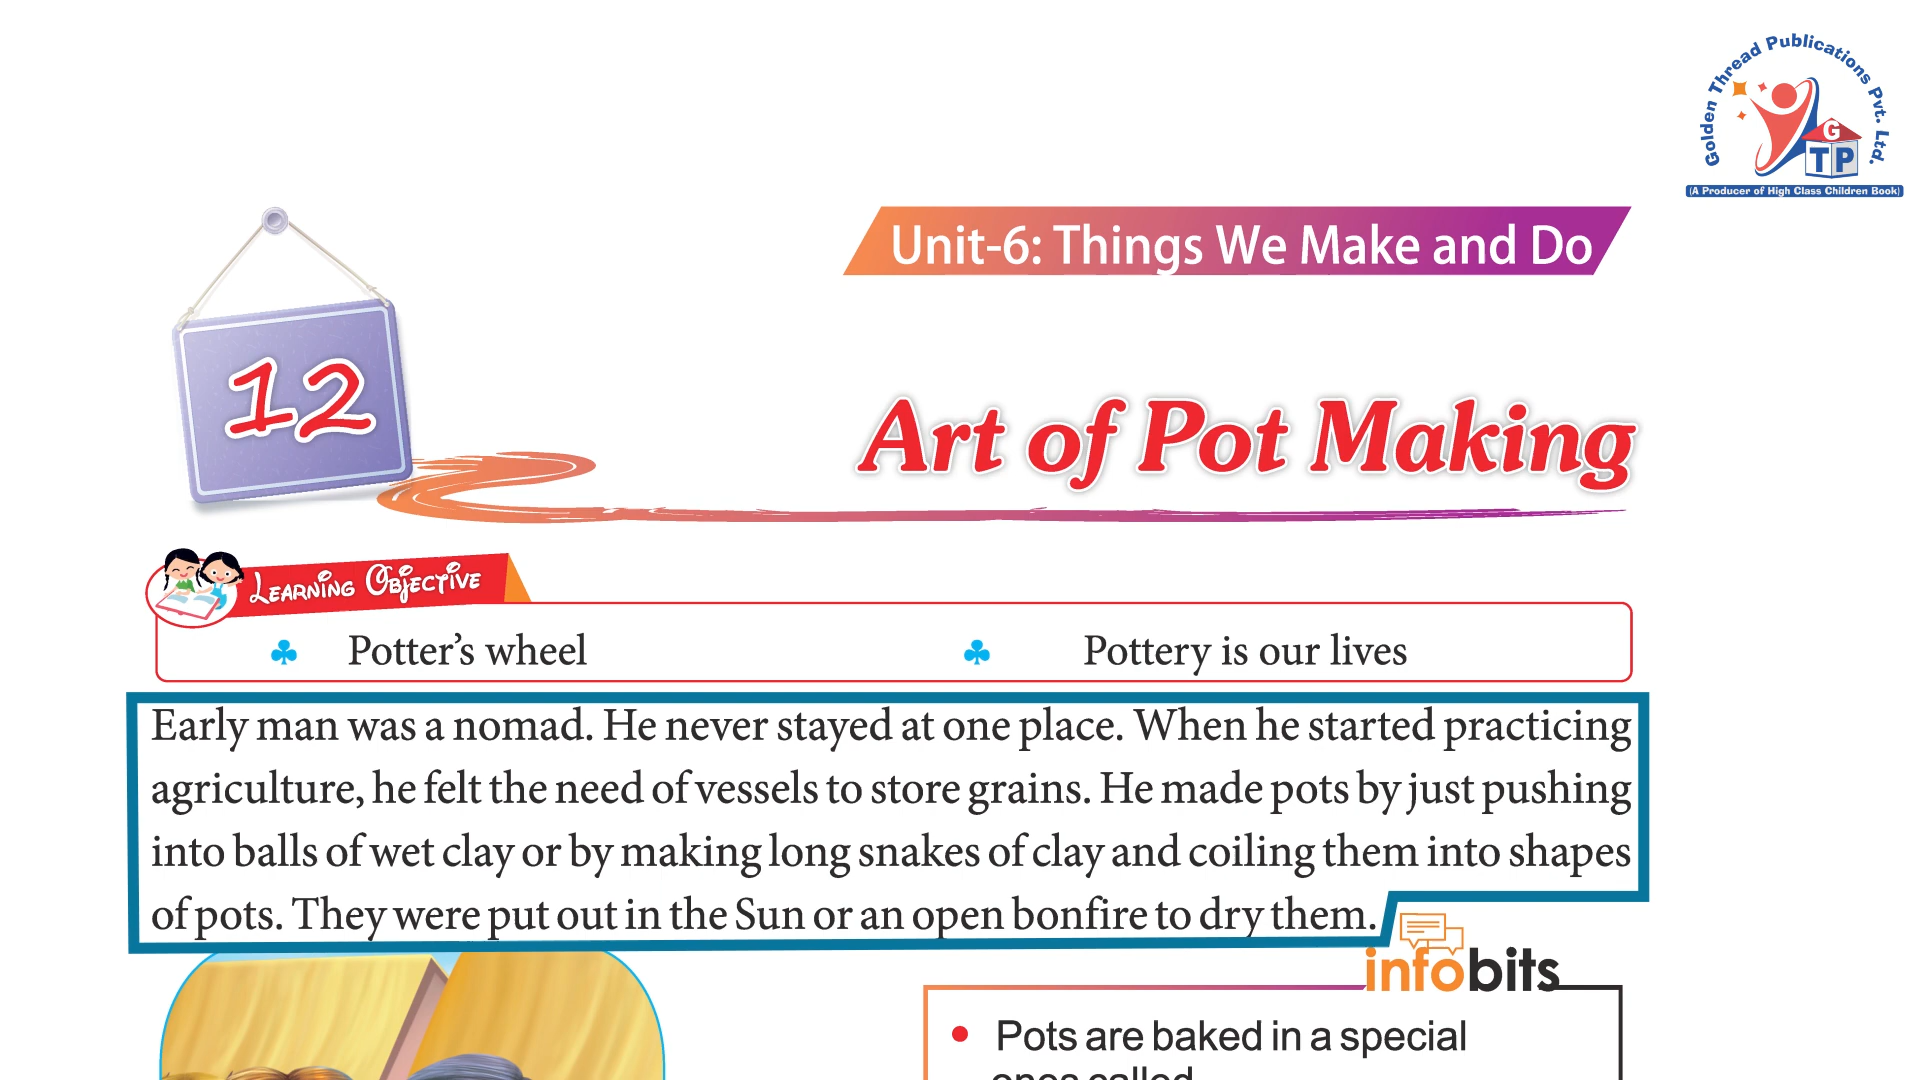 Golden Thread Publications Pvt. Ltd.
G
T P
(A Producer of High Class Children Book)
Unit-6: Things We Make and Do
12
Art of Pot Making
Learning Objective
♣ Potter’s wheel ♣ Pottery is our lives
Early man was a nomad. He never stayed at one place. When he started practicing
agriculture, he felt the need of vessels to store grains. He made pots by just pushing
into balls of wet clay or by making long snakes of clay and coiling them into shapes
of pots. They were put out in the Sun or an open bonfire to dry them.
infobits
• Pots are baked in a special
ones called